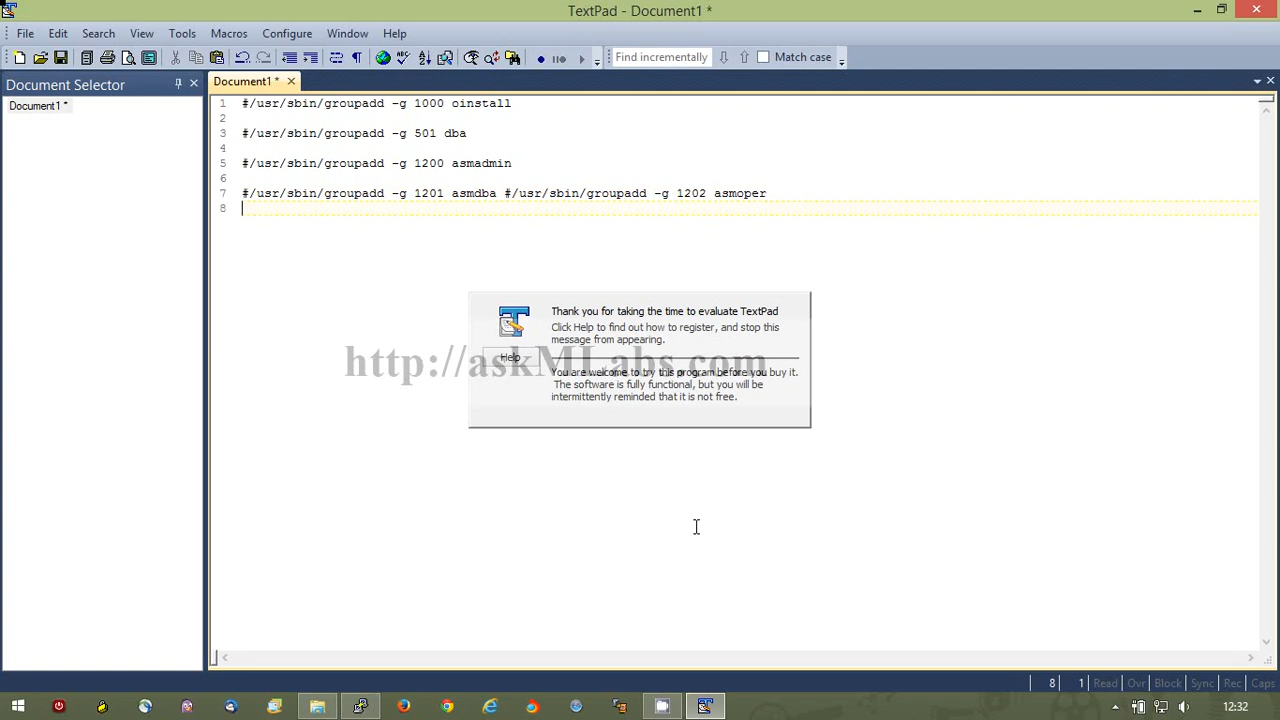 TextPad - Document1 *
File Edit Search View Tools Macros Configure Window Help
Find incrementally Match case
Document Selector
Document1 *
Document1 *
1 #/usr/sbin/groupadd -g 1000 oinstall
2
3 #/usr/sbin/groupadd -g 501 dba
4
5 #/usr/sbin/groupadd -g 1200 asmadmin
6
7 #/usr/sbin/groupadd -g 1201 asmdba #/usr/sbin/groupadd -g 1202 asmoper
8
Thank you for taking the time to evaluate TextPad
Click Help to find out how to register, and stop this
message from appearing.
Help
http://askMLabs.com
You are welcome to try this program before you buy it.
The software is fully functional, but you will be
intermittently reminded that it is not free.
8 1 Read Ovr Block Sync Rec Caps
12:32